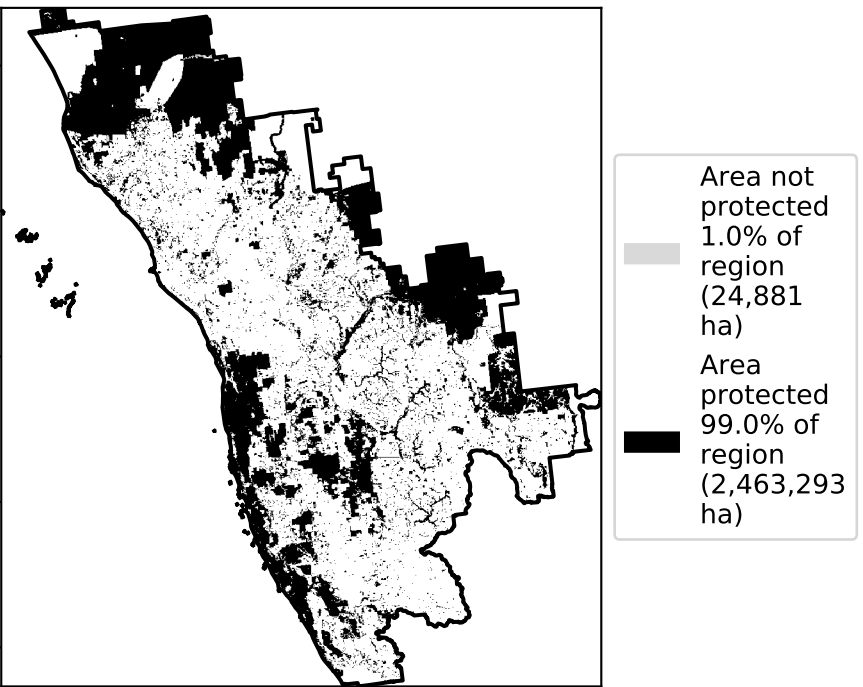 Area not
protected
1.0% of
region
(24,881
ha)
Area
protected
99.0% of
region
(2,463,293
ha)